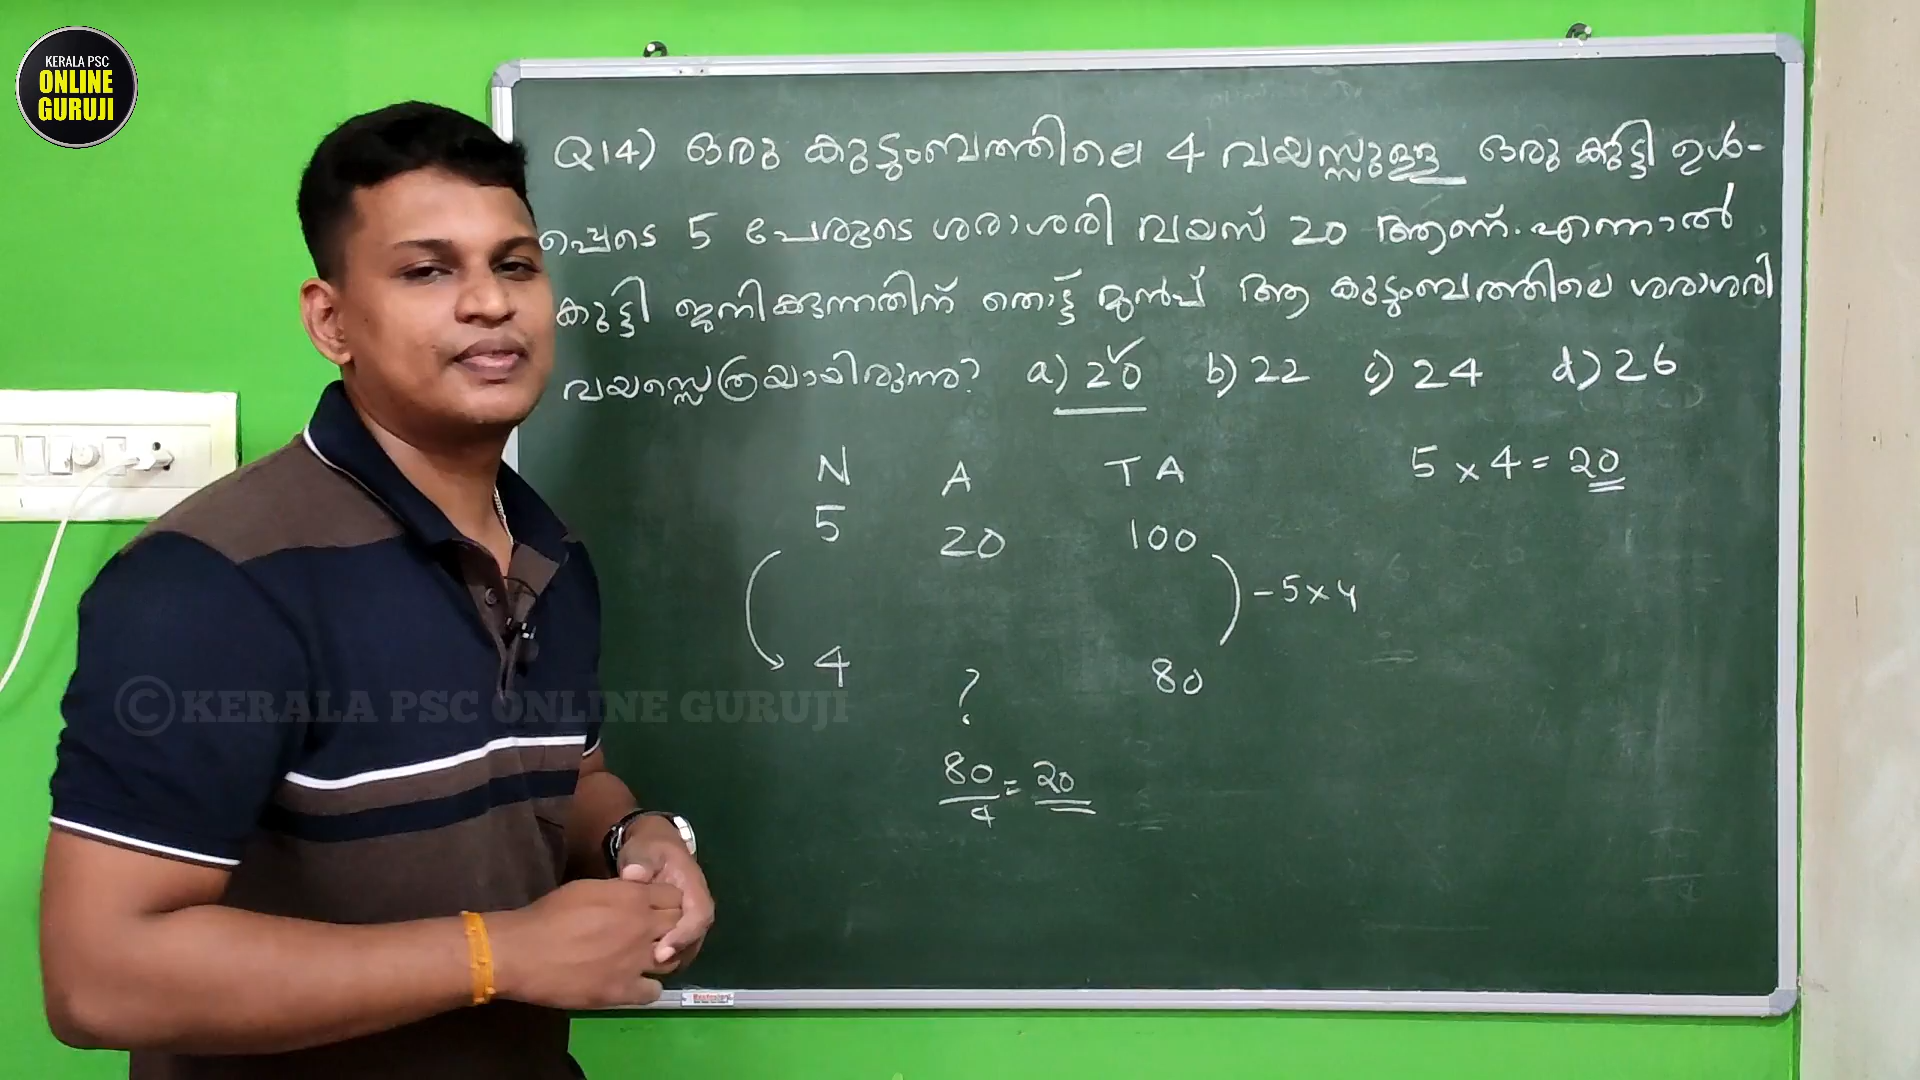 KERALA PSC
ONLINE
GURUJI
Q14) ഒരു കുടുംബത്തിലെ 4 വയസ്സുള്ള ഒരു കുട്ടി ഉൾ-
പ്പെടെ 5 പേരുടെ ശരാശരി വയസ് 20 ആണ്. എന്നാൽ
കുട്ടി ജനിക്കുന്നതിന് തൊട്ട് മുൻപ് ആ കുടുംബത്തിലെ ശരാശരി
വയസ്സെത്രയായിരുന്നു? a) 20 b) 22 c) 24 d) 26
N A T A 5 x 4 = 20
5 20 100
- 5 x 4
4 ? 80
80/4 = 20
©KERALA PSC ONLINE GURUJI